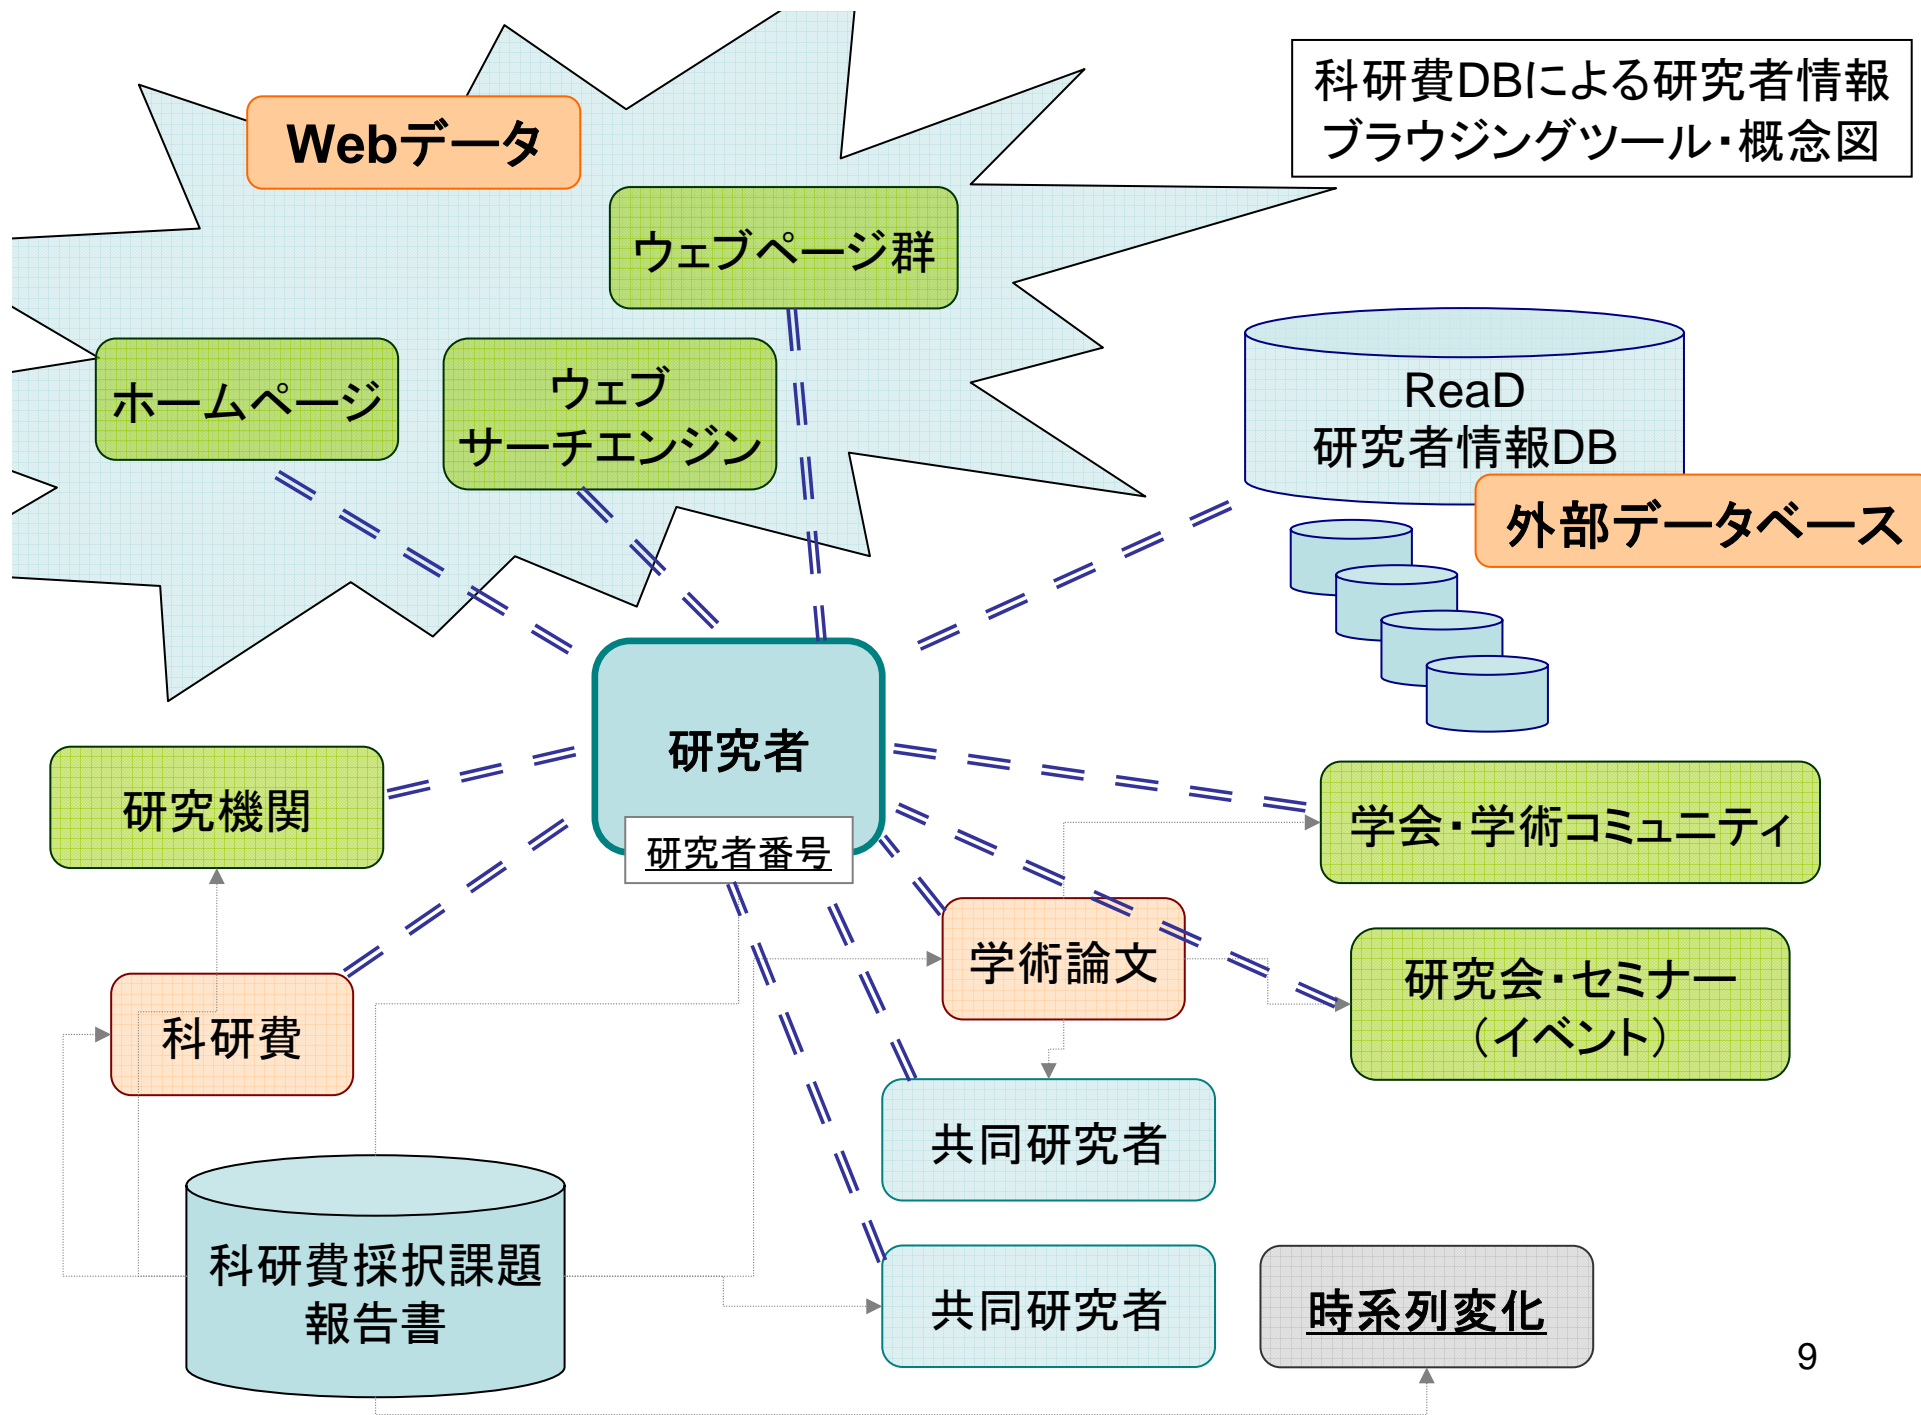 科研費DBによる研究者情報
ブラウジングツール・概念図
Webデータ
ウェブページ群
ホームページ
ウェブ
サーチエンジン
ReaD
研究者情報DB
外部データベース
研究者
研究者番号
研究機関
学会・学術コミュニティ
学術論文
研究会・セミナー
（イベント）
科研費
共同研究者
科研費採択課題
報告書
共同研究者
時系列変化
9